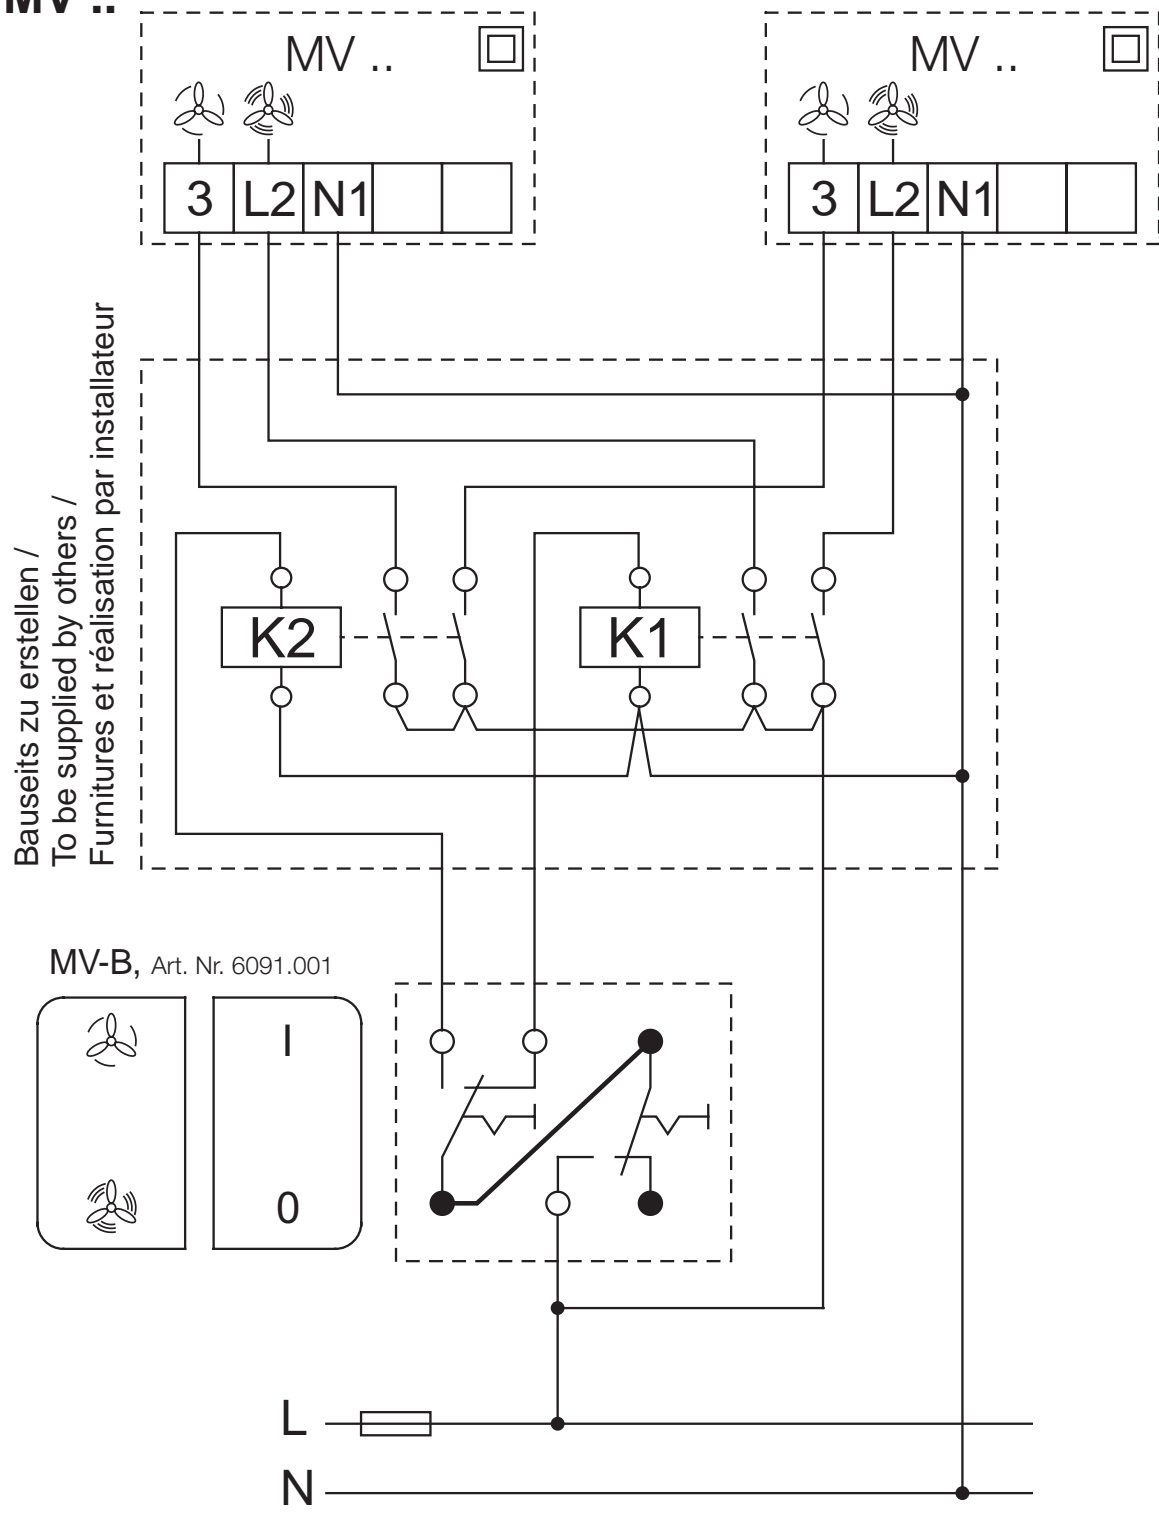 MV ..
MV ..
MV ..
3 L2 N1
3 L2 N1
Bauseits zu erstellen /
To be supplied by others /
Furnitures et réalisation par installateur
K2
K1
MV-B, Art. Nr. 6091.001
I
0
L
N